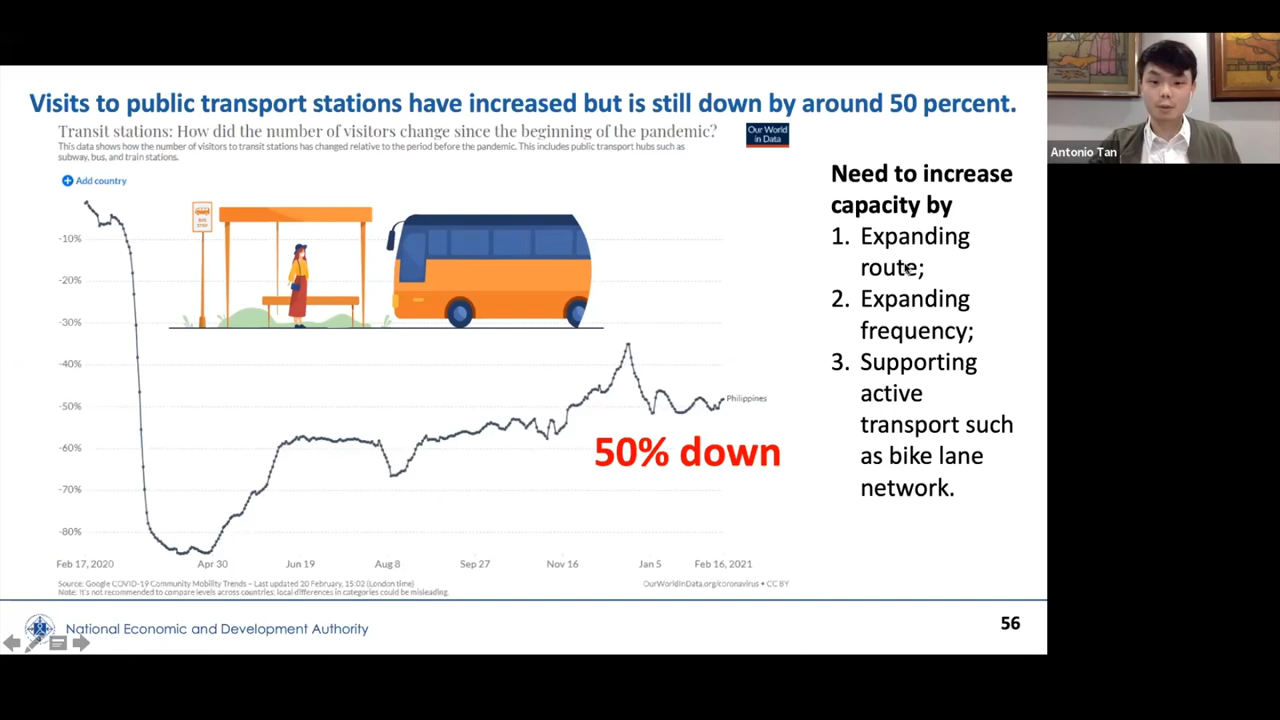 Visits to public transport stations have increased but is still down by around 50 percent.
Transit stations: How did the number of visitors change since the beginning of the pandemic?
This data shows how the number of visitors to transit stations has changed relative to the period before the pandemic. This includes public transport hubs such as
subway, bus, and train stations.
Our World
in Data
Add country
BUS
STOP
-10%
-20%
-30%
-40%
-50%
-60%
-70%
-80%
Philippines
50% down
Feb 17, 2020
Apr 30
Jun 19
Aug 8
Sep 27
Nov 16
Jan 5
Feb 16, 2021
Source: Google COVID-19 Community Mobility Trends – Last updated 20 February, 15:02 (London time)
Note: It's not recommended to compare levels across countries; local differences in categories could be misleading.
OurWorldInData.org/coronavirus • CC BY
Need to increase
capacity by
1. Expanding
route;
2. Expanding
frequency;
3. Supporting
active
transport such
as bike lane
network.
National Economic and Development Authority
56
Antonio Tan